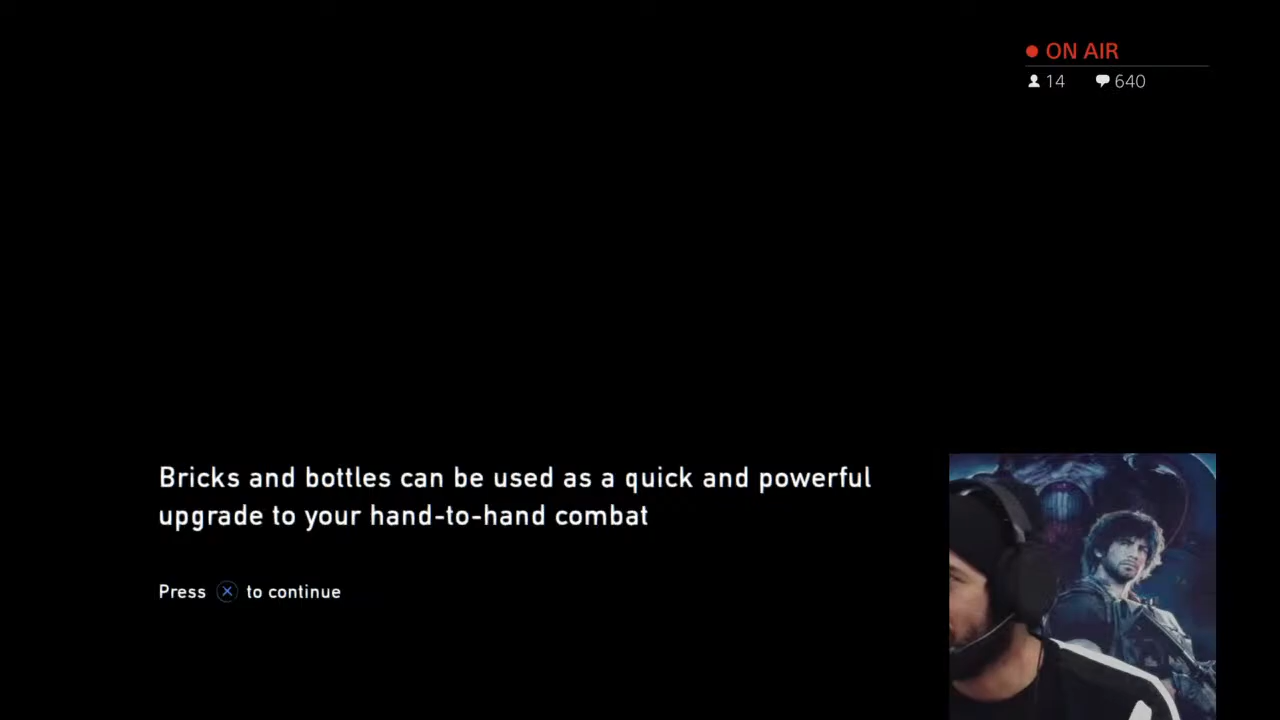 ON AIR
14 640
Bricks and bottles can be used as a quick and powerful
upgrade to your hand-to-hand combat
Press to continue